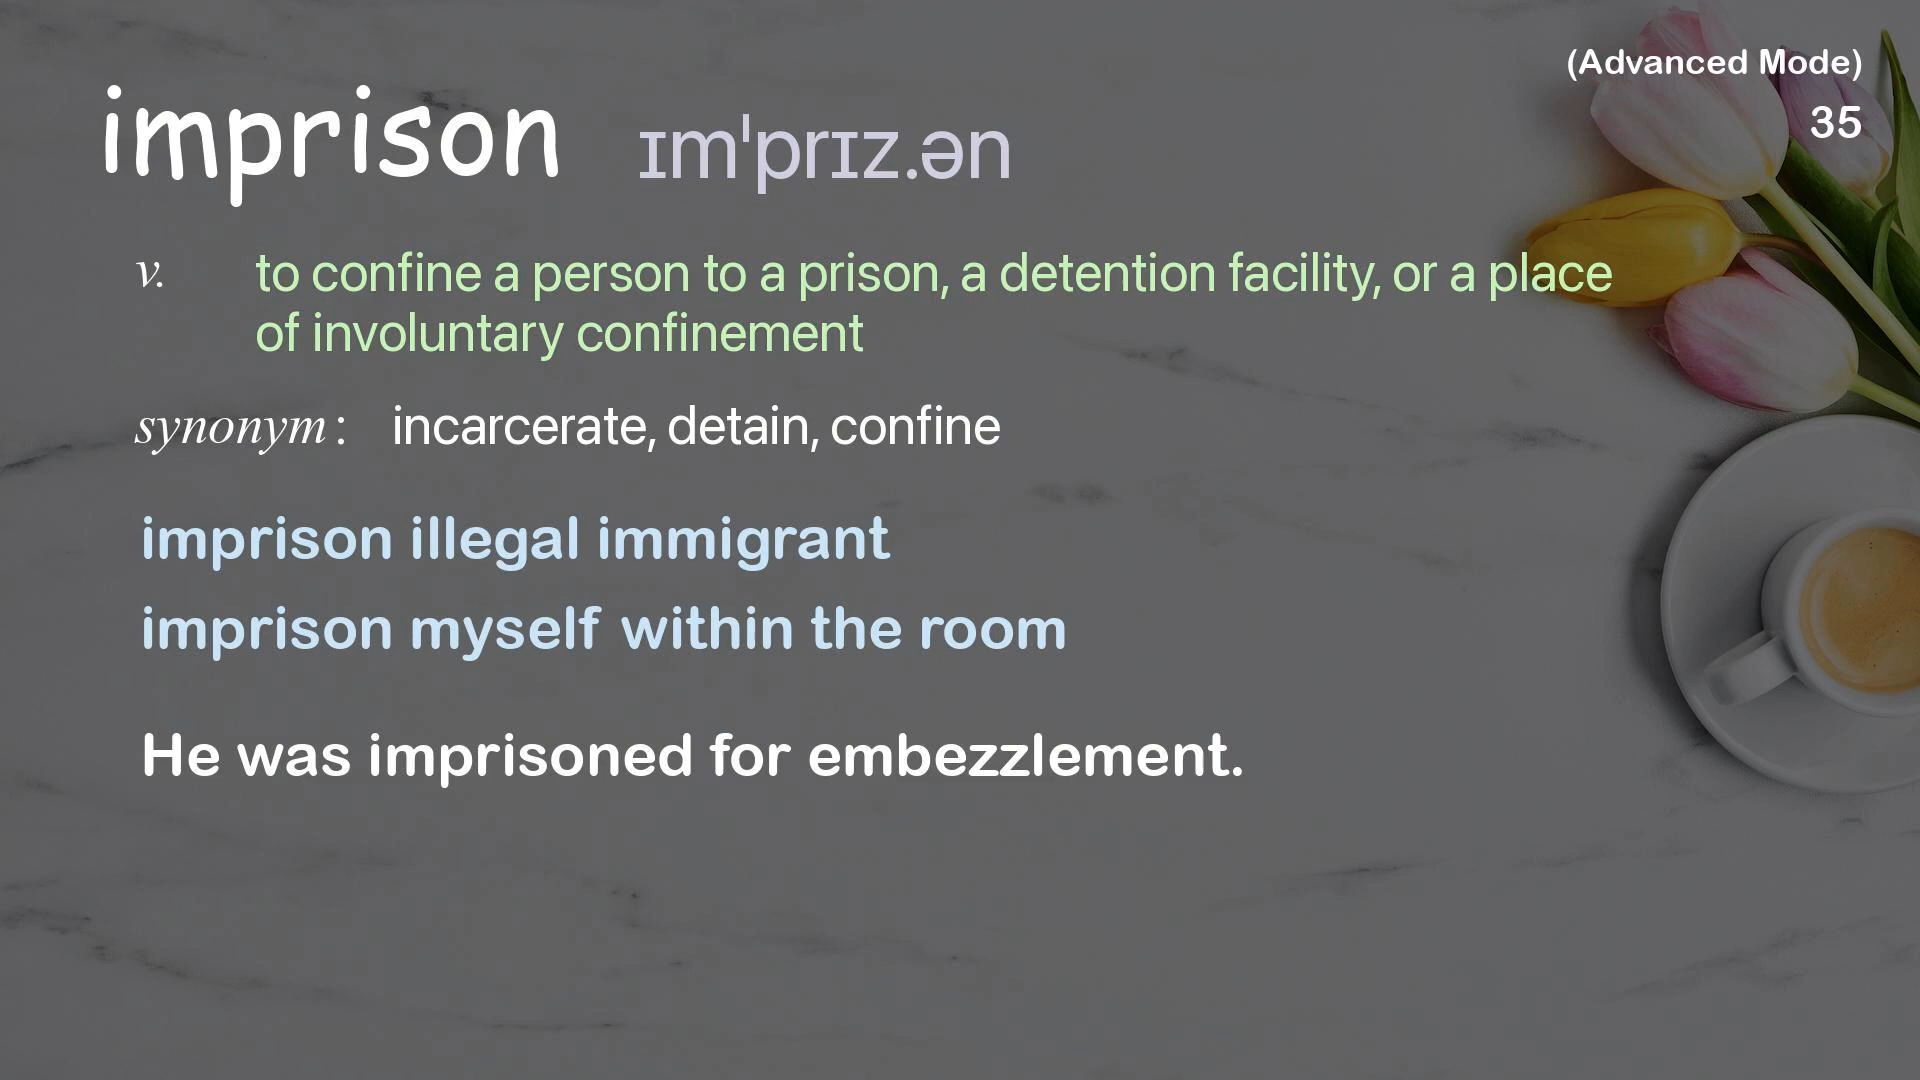 (Advanced Mode)
35
imprison ɪmˈprɪz.ən
v. to confine a person to a prison, a detention facility, or a place
of involuntary confinement
synonym : incarcerate, detain, confine
imprison illegal immigrant
imprison myself within the room
He was imprisoned for embezzlement.